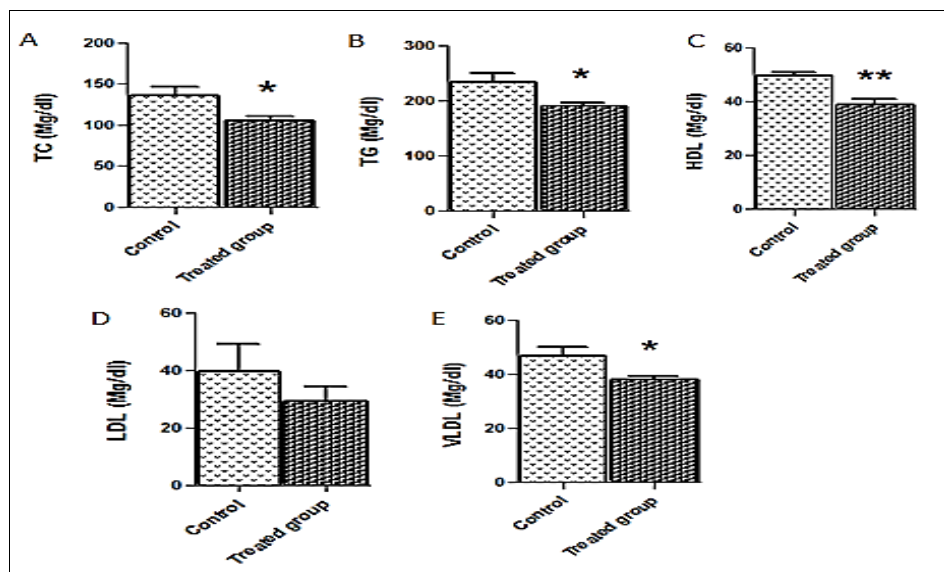 A
TC (Mg/dl)
200
150
100
50
0
*
Control
Treated group
B
TG (Mg/dl)
300
200
100
0
*
Control
Treated group
C
HDL (Mg/dl)
60
40
20
0
**
Control
Treated group
D
LDL (Mg/dl)
60
40
20
0
Control
Treated group
E
VLDL (Mg/dl)
60
40
20
0
*
Control
Treated group